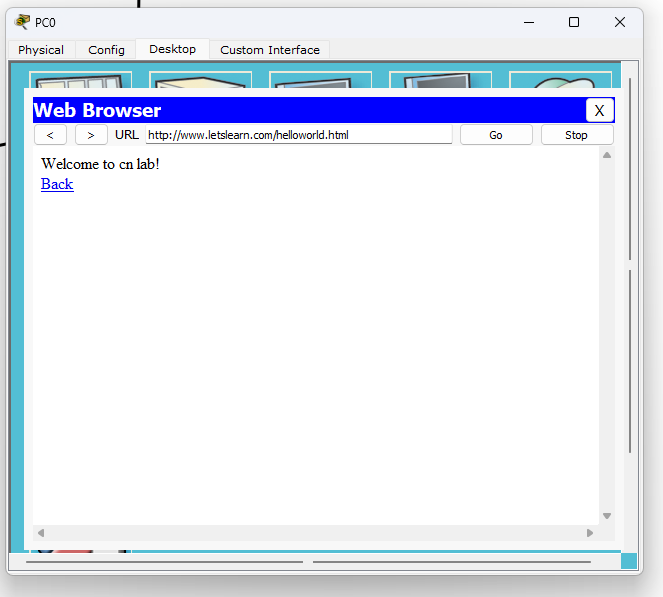 PC0
Physical Config Desktop Custom Interface
Web Browser X
< > URL http://www.letslearn.com/helloworld.html Go Stop
Welcome to cn lab!
Back